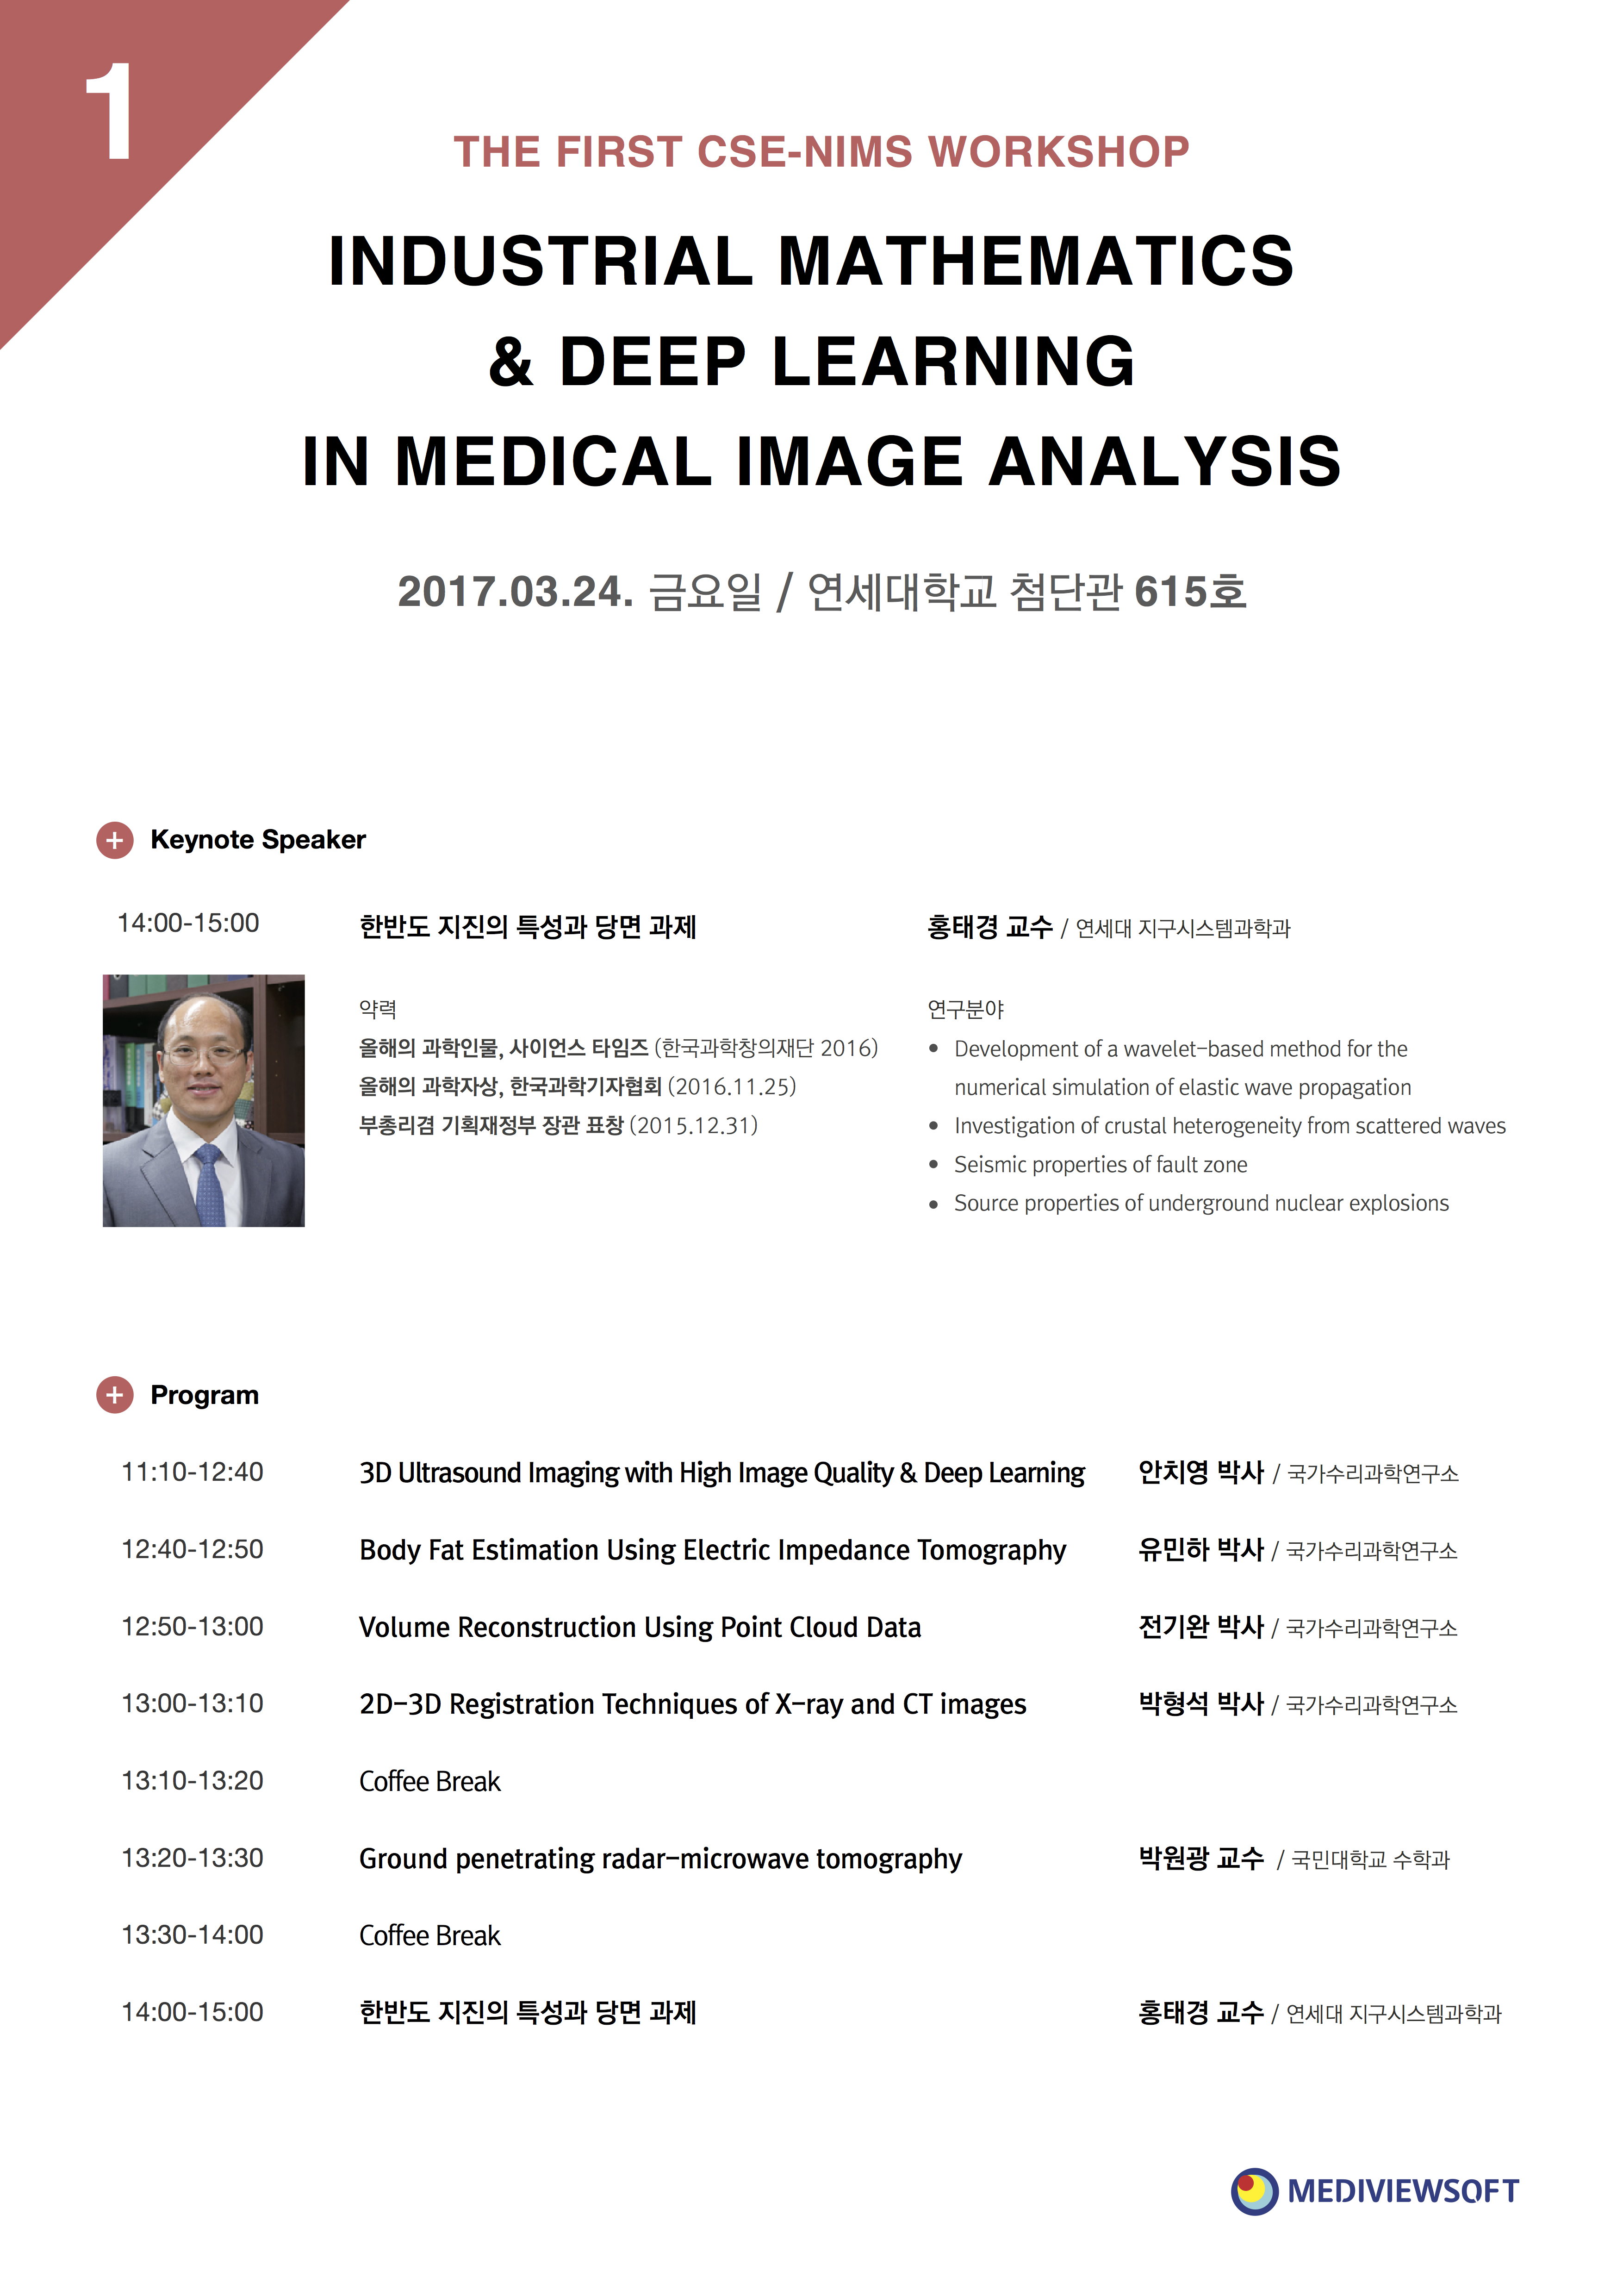 1
THE FIRST CSE-NIMS WORKSHOP
INDUSTRIAL MATHEMATICS
& DEEP LEARNING
IN MEDICAL IMAGE ANALYSIS
2017.03.24. 금요일 / 연세대학교 첨단관 615호
+ Keynote Speaker
14:00-15:00 한반도 지진의 특성과 당면 과제 홍태경 교수 / 연세대 지구시스템과학과
약력
올해의 과학인물, 사이언스 타임즈 (한국과학창의재단 2016)
올해의 과학자상, 한국과학기자협회 (2016.11.25)
부총리겸 기획재정부 장관 표창 (2015.12.31)
연구분야
• Development of a wavelet-based method for the
numerical simulation of elastic wave propagation
• Investigation of crustal heterogeneity from scattered waves
• Seismic properties of fault zone
• Source properties of underground nuclear explosions
+ Program
11:10-12:40 3D Ultrasound Imaging with High Image Quality & Deep Learning 안치영 박사 / 국가수리과학연구소
12:40-12:50 Body Fat Estimation Using Electric Impedance Tomography 유민하 박사 / 국가수리과학연구소
12:50-13:00 Volume Reconstruction Using Point Cloud Data 전기완 박사 / 국가수리과학연구소
13:00-13:10 2D-3D Registration Techniques of X-ray and CT images 박형석 박사 / 국가수리과학연구소
13:10-13:20 Coffee Break
13:20-13:30 Ground penetrating radar-microwave tomography 박원광 교수 / 국민대학교 수학과
13:30-14:00 Coffee Break
14:00-15:00 한반도 지진의 특성과 당면 과제 홍태경 교수 / 연세대 지구시스템과학과
MEDIVIEWSOFT